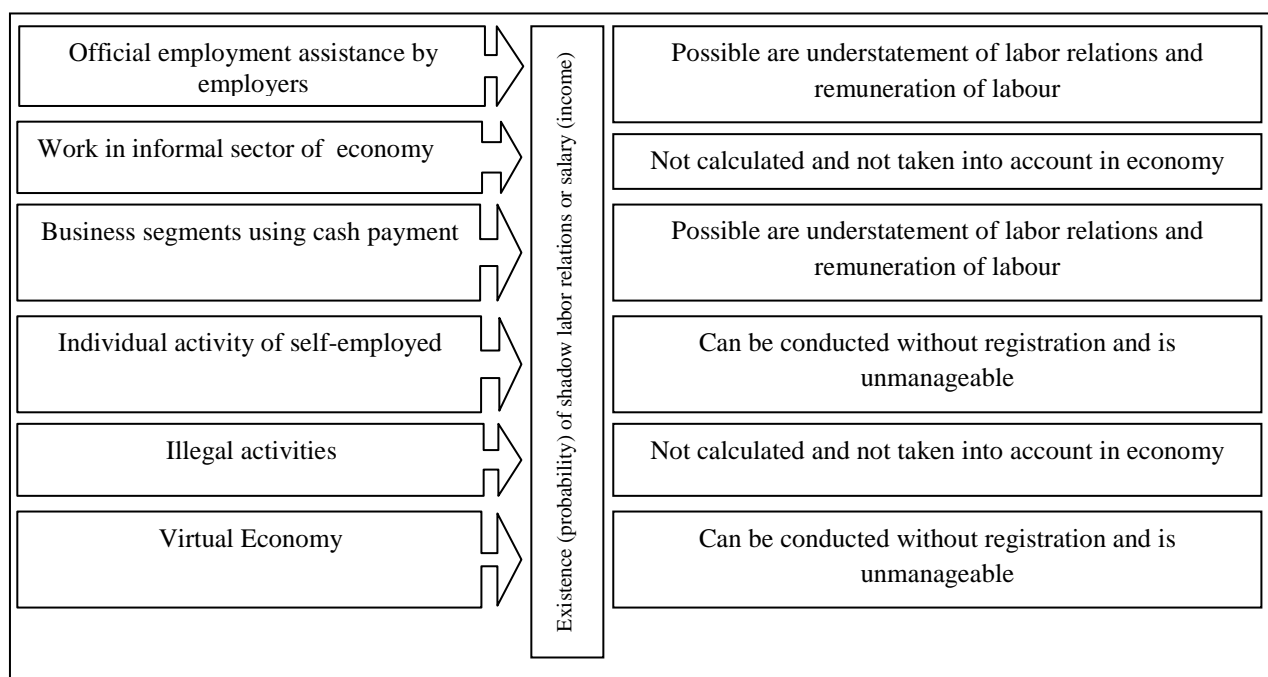 Official employment assistance by
employers
Possible are understatement of labor relations and
remuneration of labour
Work in informal sector of economy
Not calculated and not taken into account in economy
Business segments using cash payment
Possible are understatement of labor relations and
remuneration of labour
Individual activity of self-employed
Can be conducted without registration and is
unmanageable
Illegal activities
Not calculated and not taken into account in economy
Virtual Economy
Can be conducted without registration and is
unmanageable
Existence (probability) of shadow labor relations or salary (income)